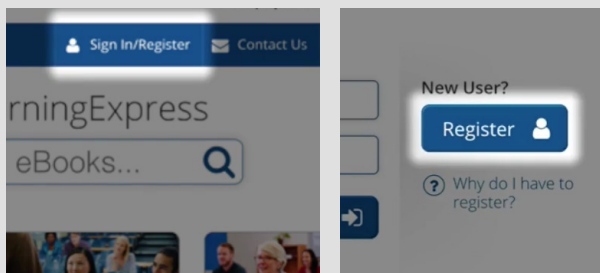 Sign In/Register
Contact Us
rningExpress
eBooks...
New User?
Register
?
Why do I have to
register?